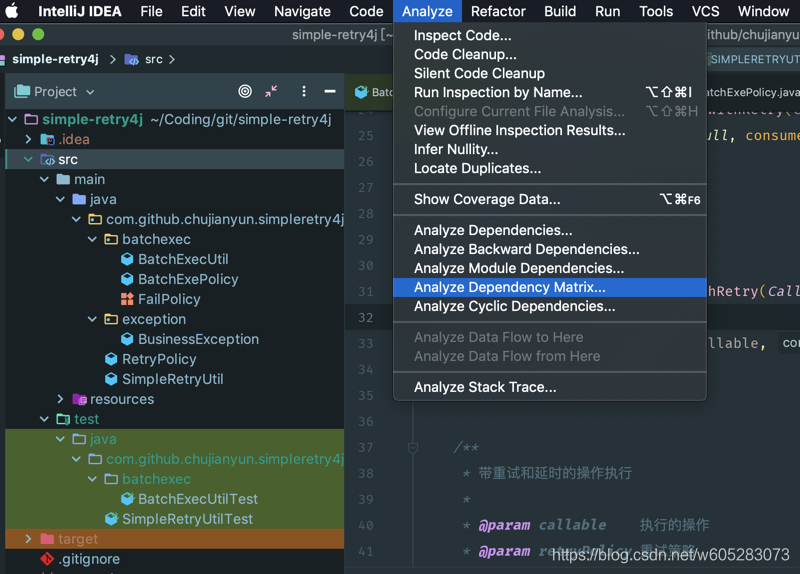 IntelliJ IDEA File Edit View Navigate Code Analyze Refactor Build Run Tools VCS Window
simple-retry4j [~
ithub/chujianyun
simple-retry4j src
SIMPLERETRYUT
Project
Batc
atchExePolicy.java
Inspect Code...
Code Cleanup...
Silent Code Cleanup
Run Inspection by Name... ⌥⇧⌘I
Configure Current File Analysis... ⌥⇧⌘H
View Offline Inspection Results...
Infer Nullity...
Locate Duplicates...
Show Coverage Data... ⌥⌘F6
Analyze Dependencies...
Analyze Backward Dependencies...
Analyze Module Dependencies...
Analyze Dependency Matrix...
Analyze Cyclic Dependencies...
Analyze Data Flow to Here
Analyze Data Flow from Here
Analyze Stack Trace...
simple-retry4j ~/Coding/git/simple-retry4j
.idea
src
main
java
com.github.chujianyun.simpleretry4j
batchexec
BatchExecUtil
BatchExePolicy
FailPolicy
exception
BusinessException
RetryPolicy
SimpleRetryUtil
resources
test
java
com.github.chujianyun.simpleretry4j
batchexec
BatchExecUtilTest
SimpleRetryUtilTest
target
.gitignore
24 withRetry(C
25 ull, consume
26
27
28
29
30
31 hRetry(Call
32
33 llable, con
34
35
36
37 /**
38 * 带重试和延时的操作执行
39 *
40 * @param callable 执行的操作
41 * @param retryPolicy 重试策略
https://blog.csdn.net/w605283073